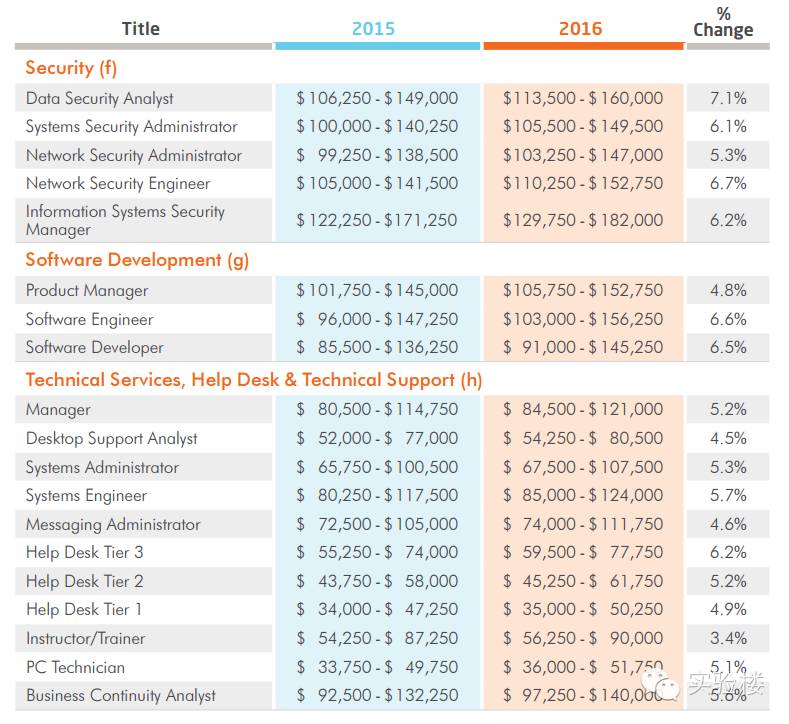 Title 2015 2016 % Change
Security (f)
Data Security Analyst $106,250 - $149,000 $113,500 - $160,000 7.1%
Systems Security Administrator $100,000 - $140,250 $105,500 - $149,500 6.1%
Network Security Administrator $ 99,250 - $138,500 $103,250 - $147,000 5.3%
Network Security Engineer $105,000 - $141,500 $110,250 - $152,750 6.7%
Information Systems Security
Manager $122,250 - $171,250 $129,750 - $182,000 6.2%
Software Development (g)
Product Manager $101,750 - $145,000 $105,750 - $152,750 4.8%
Software Engineer $ 96,000 - $147,250 $103,000 - $156,250 6.6%
Software Developer $ 85,500 - $136,250 $ 91,000 - $145,250 6.5%
Technical Services, Help Desk & Technical Support (h)
Manager $ 80,500 - $114,750 $ 84,500 - $121,000 5.2%
Desktop Support Analyst $ 52,000 - $ 77,000 $ 54,250 - $ 80,500 4.5%
Systems Administrator $ 65,750 - $100,500 $ 67,500 - $107,500 5.3%
Systems Engineer $ 80,250 - $117,500 $ 85,000 - $124,000 5.7%
Messaging Administrator $ 72,500 - $105,000 $ 74,000 - $111,750 4.6%
Help Desk Tier 3 $ 55,250 - $ 74,000 $ 59,500 - $ 77,750 6.2%
Help Desk Tier 2 $ 43,750 - $ 58,000 $ 45,250 - $ 61,750 5.2%
Help Desk Tier 1 $ 34,000 - $ 47,250 $ 35,000 - $ 50,250 4.9%
Instructor/Trainer $ 54,250 - $ 87,250 $ 56,250 - $ 90,000 3.4%
PC Technician $ 33,750 - $ 49,750 $ 36,000 - $ 51,750 5.1%
Business Continuity Analyst $ 92,500 - $132,250 $ 97,250 - $140,000 5.6%
实验楼